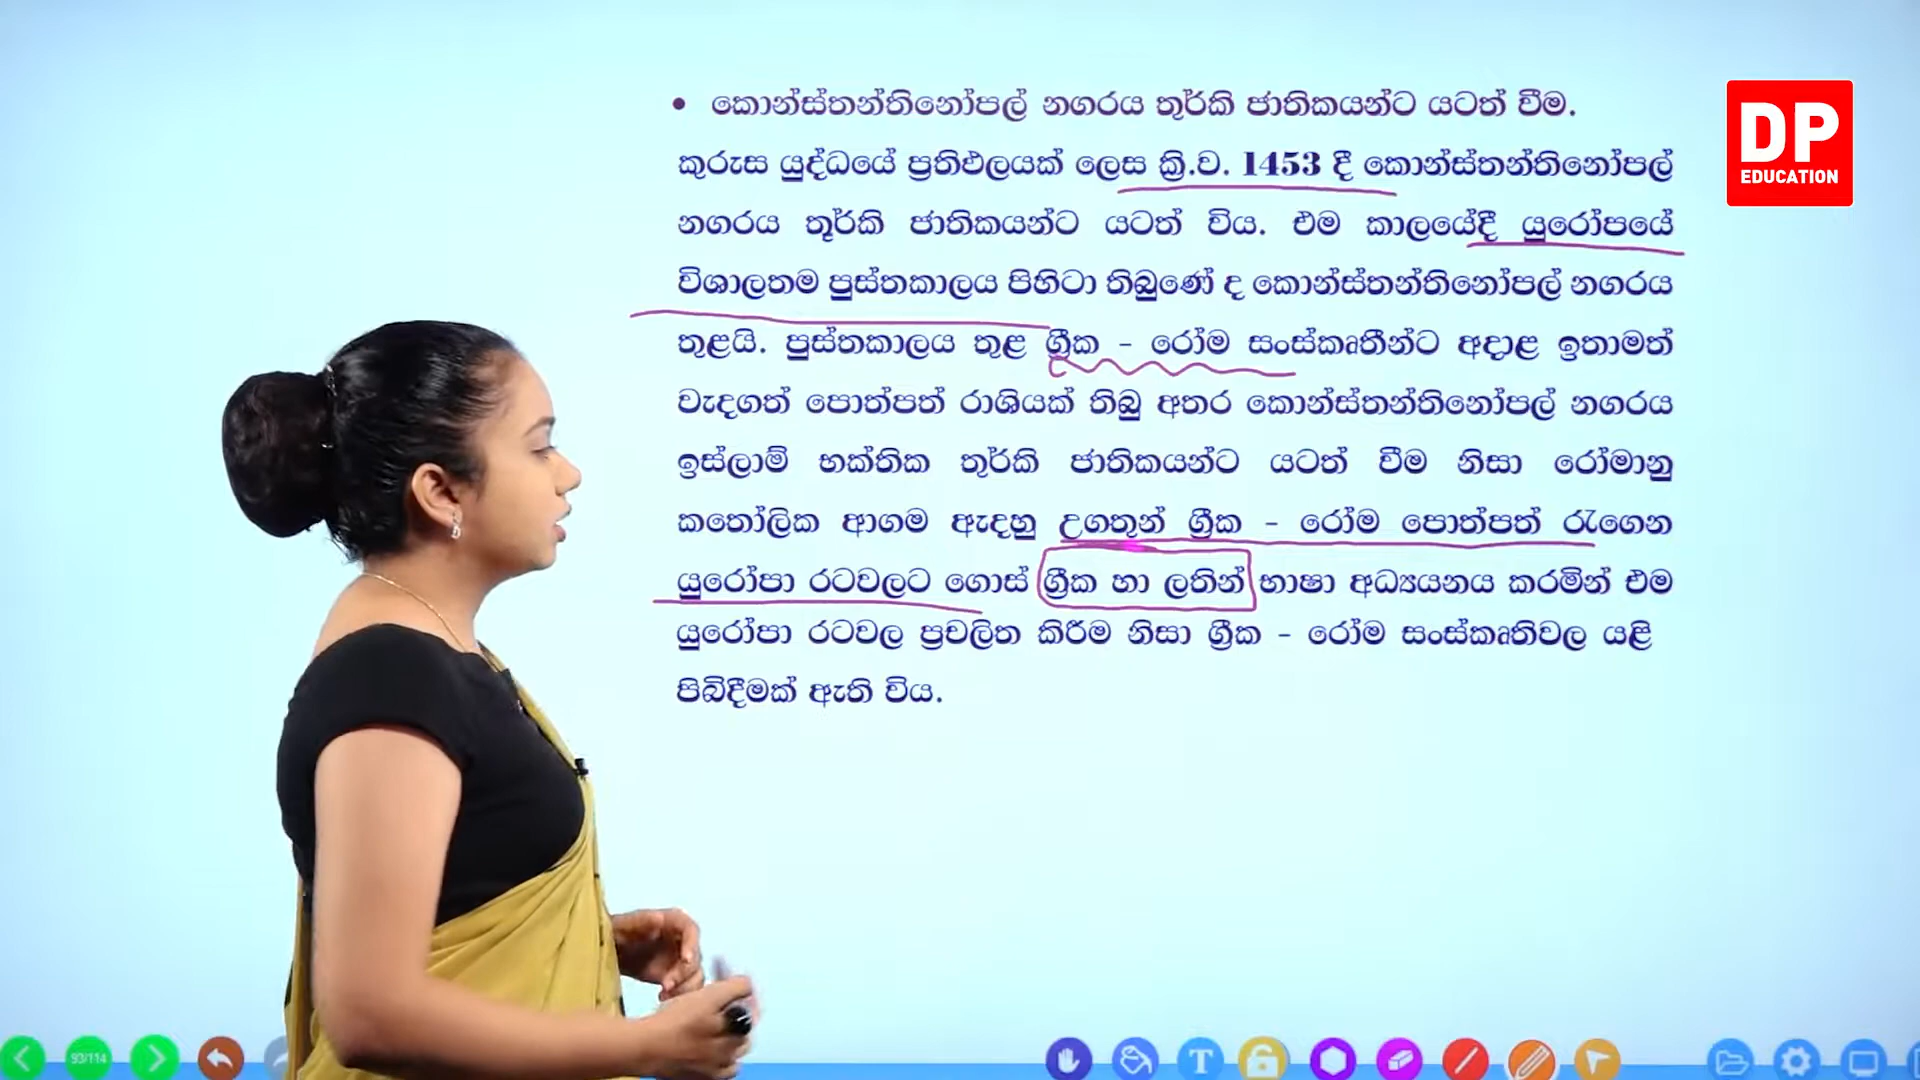 • කොන්ස්තන්තිනෝපල් නගරය තුර්කි ජාතිකයන්ට යටත් වීම.
කුරුස යුද්ධයේ ප්‍රතිඵලයක් ලෙස ක්‍රි.ව. 1453 දී කොන්ස්තන්තිනෝපල්
නගරය තුර්කි ජාතිකයන්ට යටත් විය. එම කාලයේදී යුරෝපයේ
විශාලතම පුස්තකාලය පිහිටා තිබුණේ ද කොන්ස්තන්තිනෝපල් නගරය
තුළයි. පුස්තකාලය තුළ ග්‍රීක - රෝම සංස්කෘතීන්ට අදාළ ඉතාමත්
වැදගත් පොත්පත් රාශියක් තිබු අතර කොන්ස්තන්තිනෝපල් නගරය
ඉස්ලාම් භක්තික තුර්කි ජාතිකයන්ට යටත් වීම නිසා රෝමානු
කතෝලික ආගම ඇදහු උගතුන් ග්‍රීක - රෝම පොත්පත් රැගෙන
යුරෝපා රටවලට ගොස් ග්‍රීක හා ලතින් භාෂා අධ්‍යයනය කරමින් එම
යුරෝපා රටවල ප්‍රචලිත කිරීම නිසා ග්‍රීක - රෝම සංස්කෘතිවල යළි
පිබිදීමක් ඇති විය.
DP
EDUCATION
93/114
T